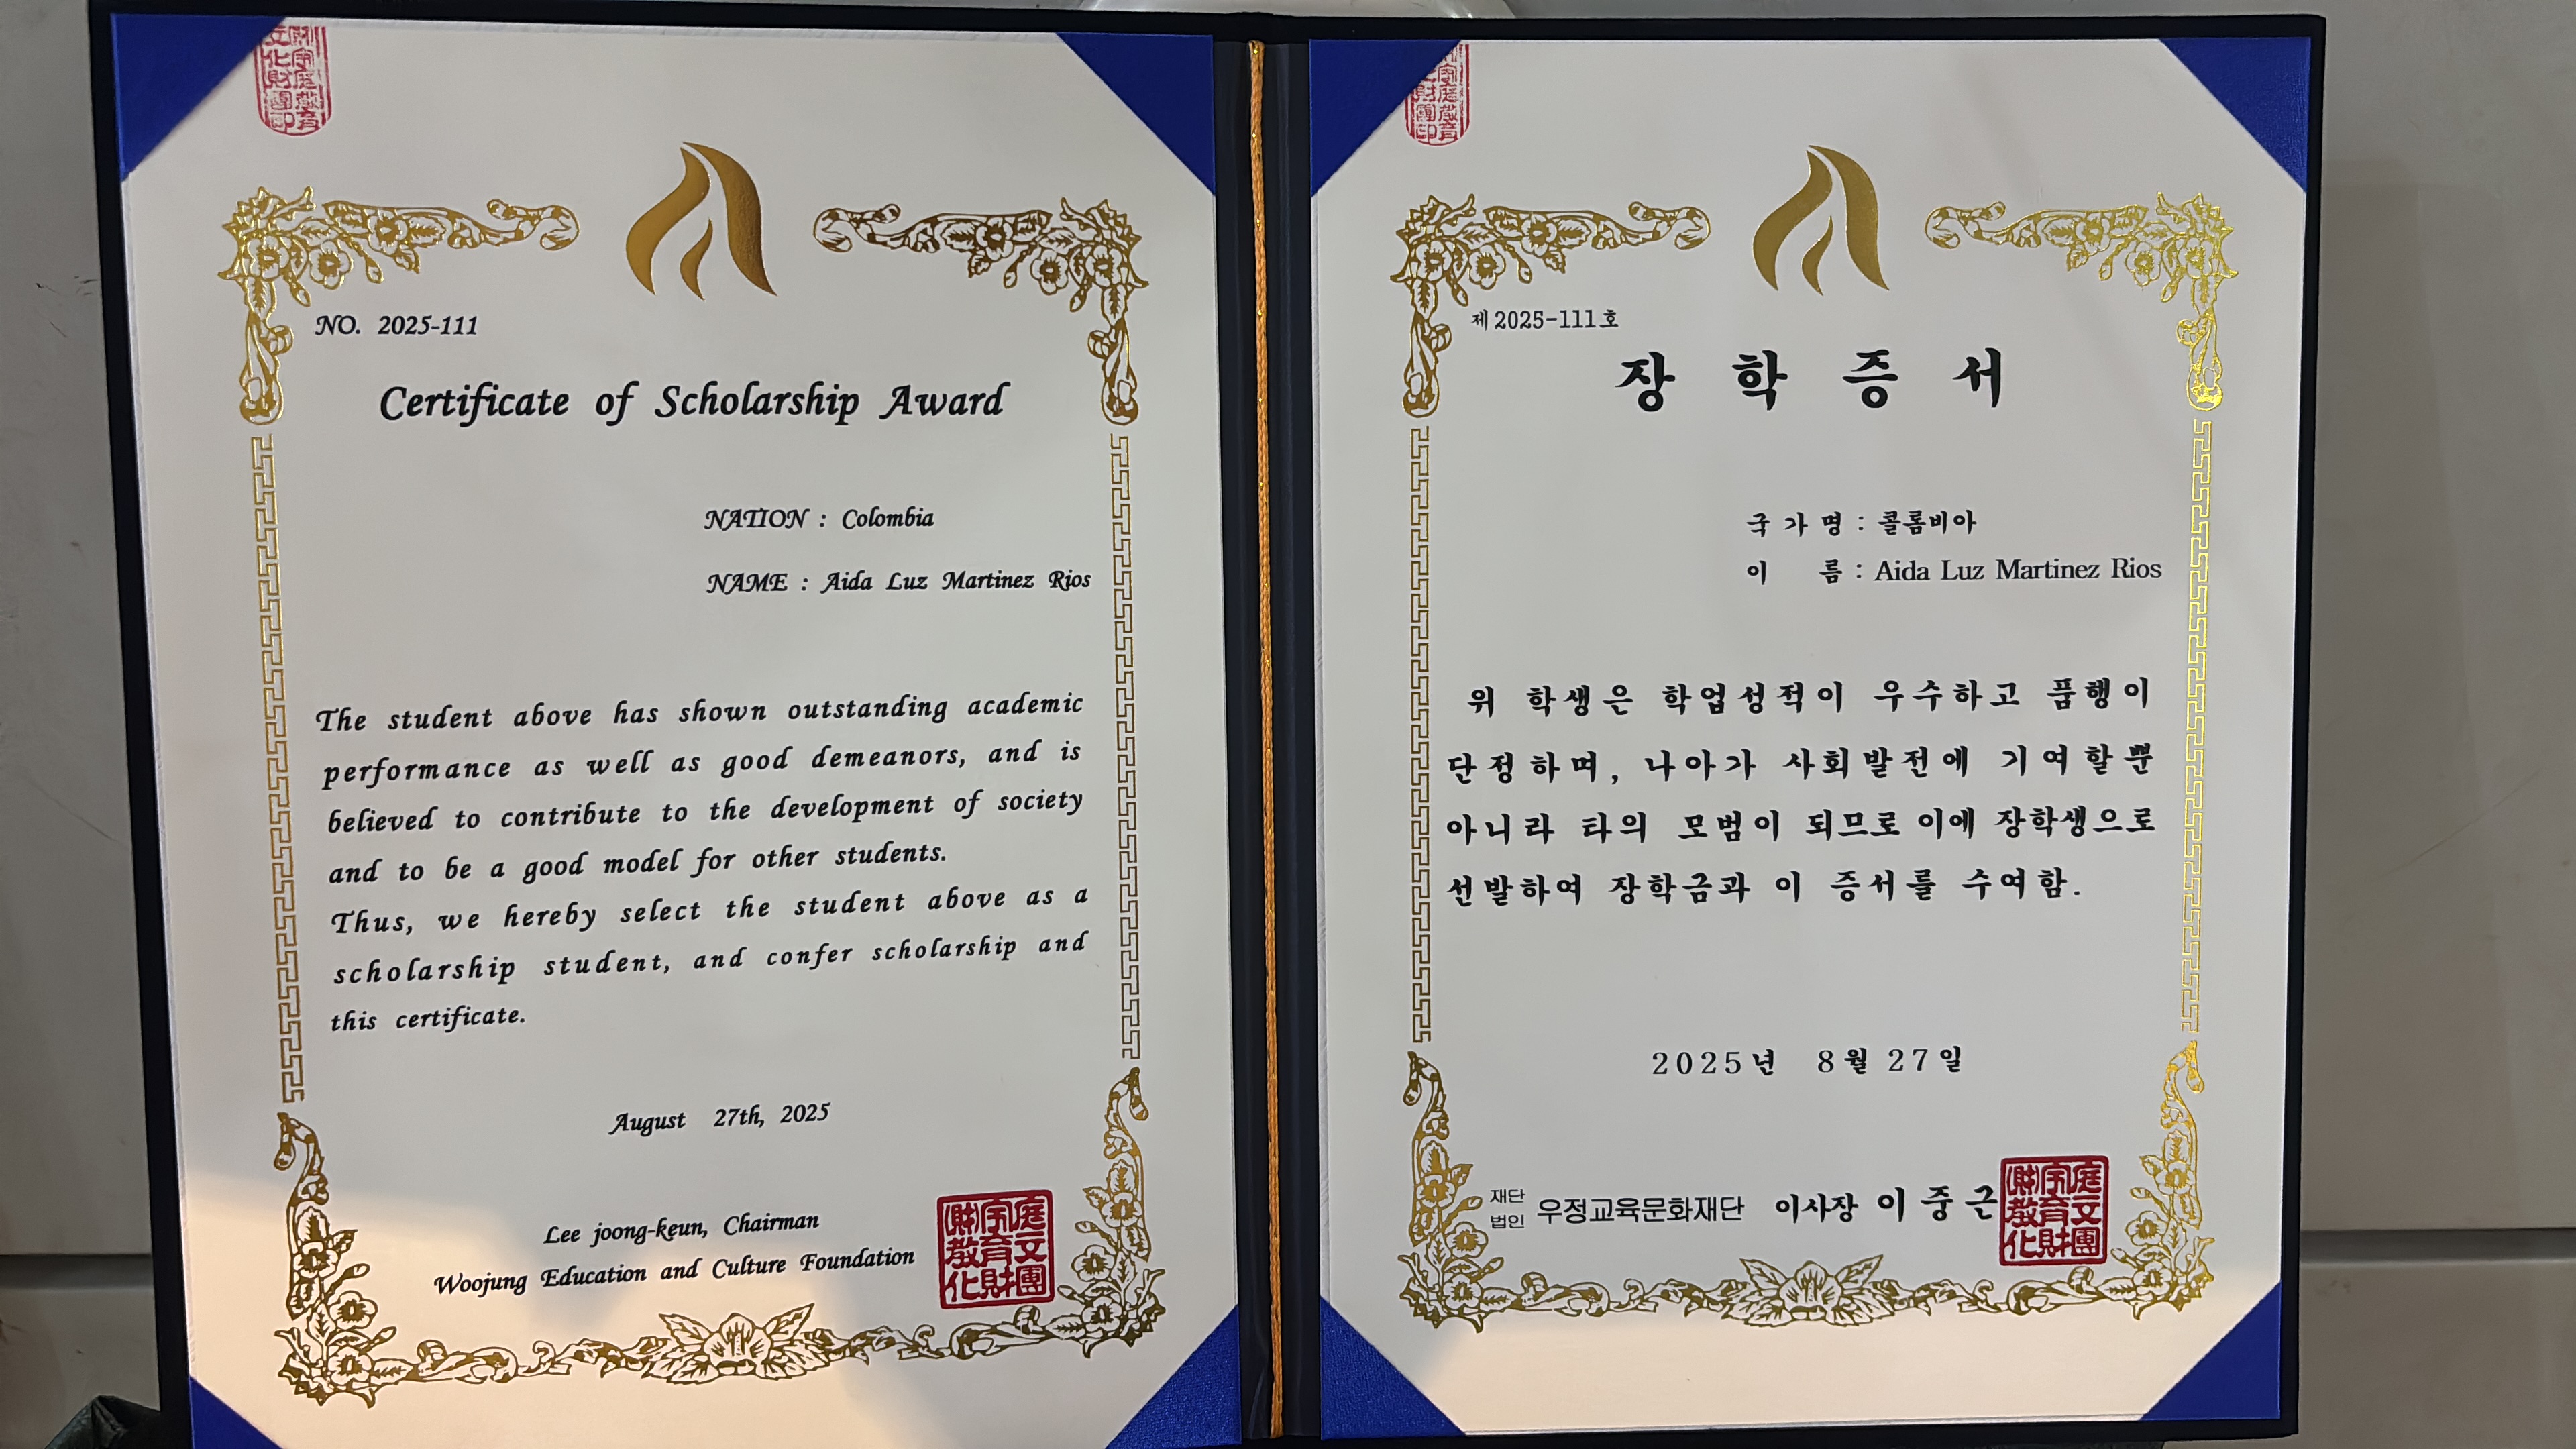 NO. 2025-111
Certificate of Scholarship Award
NATION : Colombia
NAME : Aida Luz Martinez Rios
The student above has shown outstanding academic
performance as well as good demeanors, and is
believed to contribute to the development of society
and to be a good model for other students.
Thus, we hereby select the student above as a
scholarship student, and confer scholarship and
this certificate.
August 27th, 2025
Lee joong-keun, Chairman
Woojung Education and Culture Foundation
제 2025-111호
장 학 증 서
국 가 명 : 콜롬비아
이 름 : Aida Luz Martinez Rios
위 학생은 학업성적이 우수하고 품행이
단정하며, 나아가 사회발전에 기여할뿐
아니라 타의 모범이 되므로 이에 장학생으로
선발하여 장학금과 이 증서를 수여함.
2025년 8월 27일
재단
법인 우정교육문화재단 이사장 이 중 근